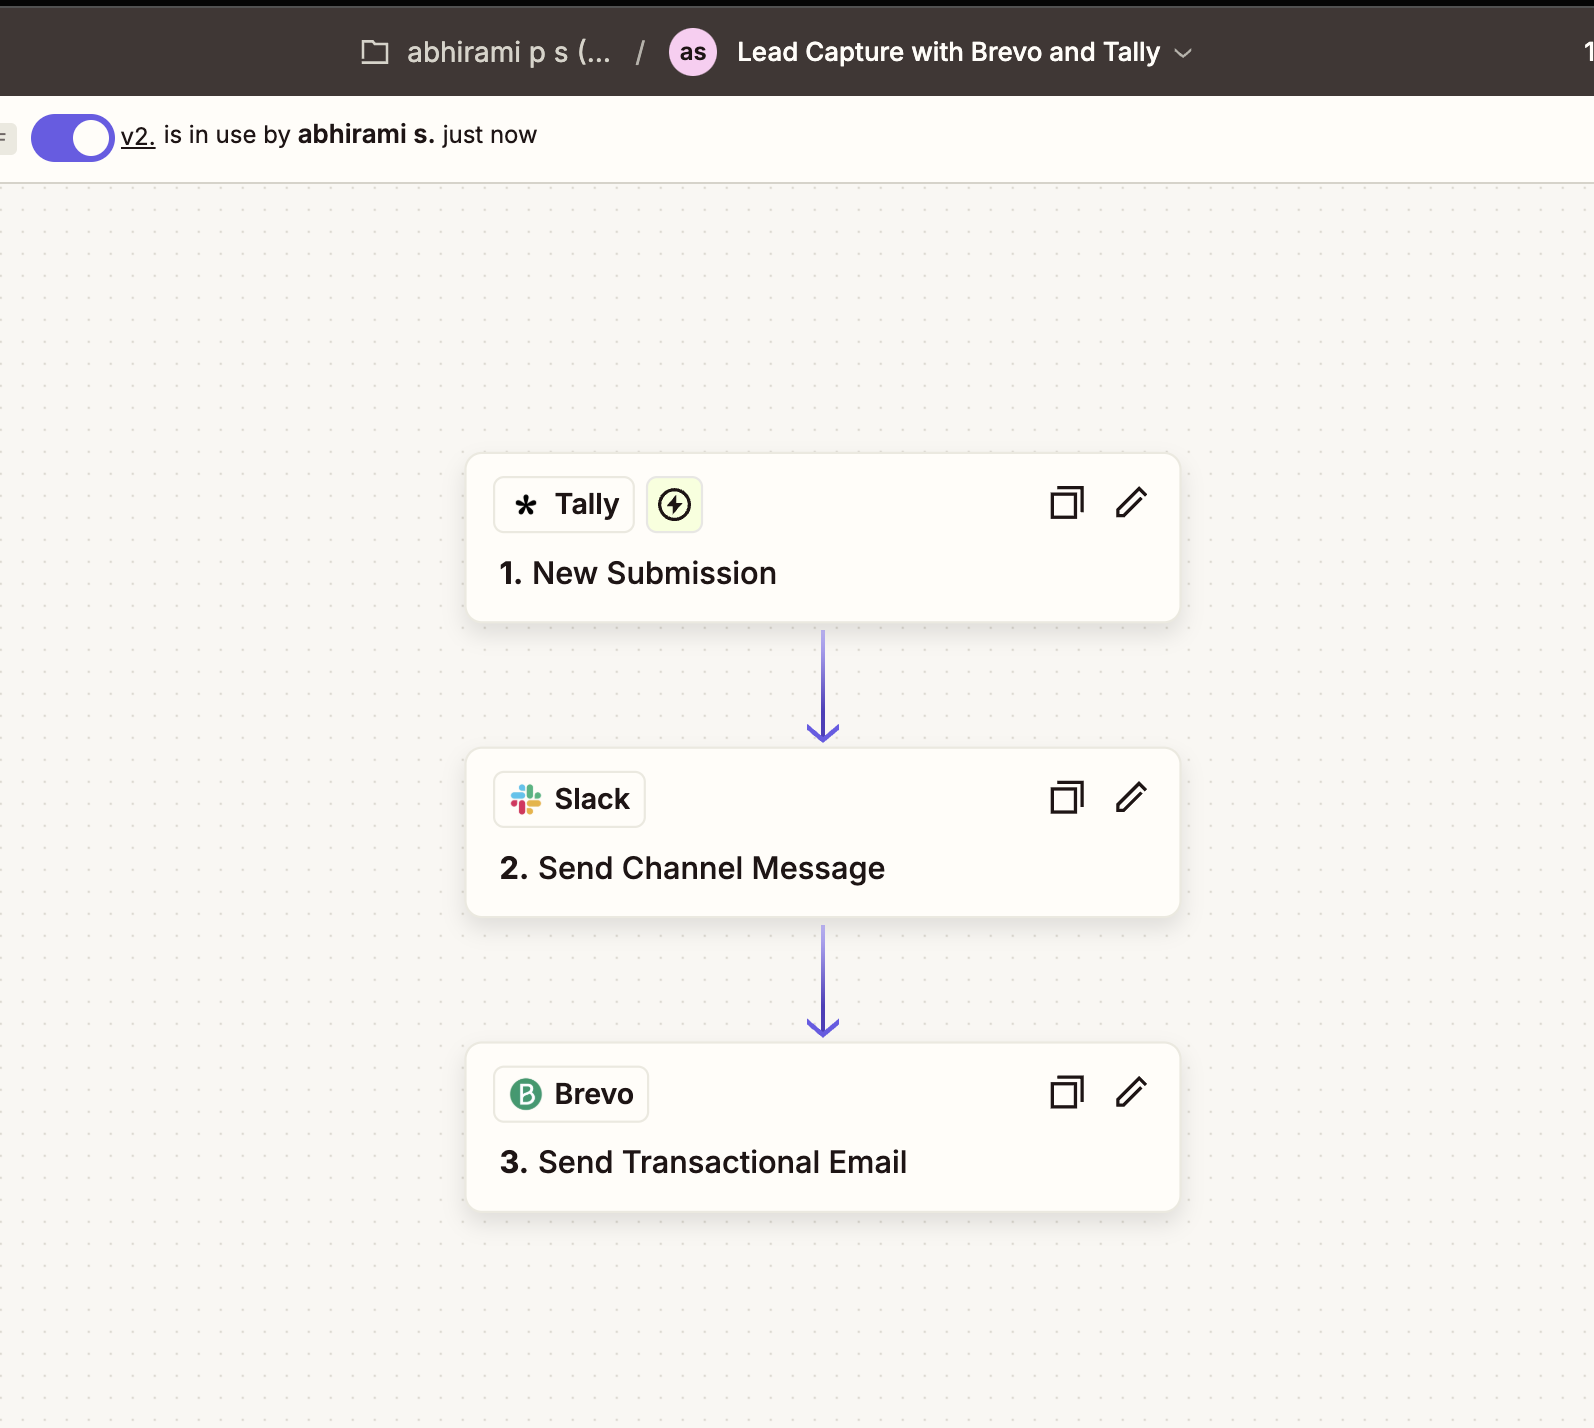 abhirami p s (... / as Lead Capture with Brevo and Tally
v2. is in use by abhirami s. just now
Tally
1. New Submission
Slack
2. Send Channel Message
Brevo
3. Send Transactional Email